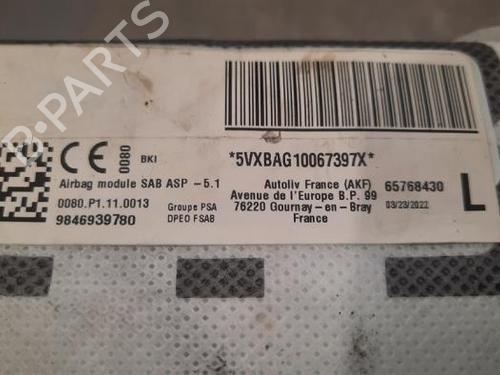 *5VXBAG10067397X*
0080
BKI
Airbag module SAB ASP -5.1
0080.P1.11.0013
Groupe PSA
9846939780
DPEO FSAB
Autoliv France (AKF)
Avenue de l'Europe B.P. 99
76220 Gournay-en-Bray
France
65768430
03/23/2022
L
B-PARTS